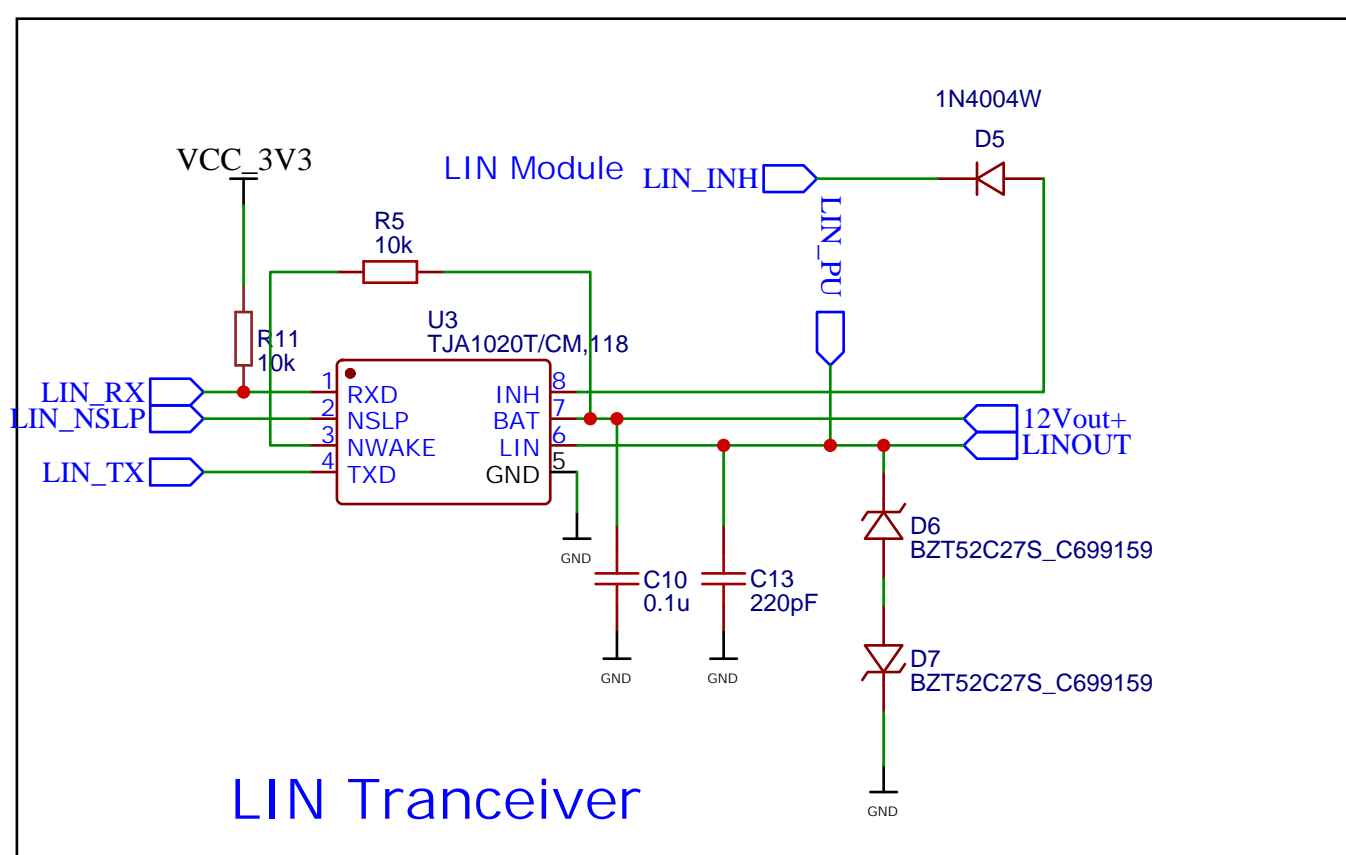 1N4004W
D5
VCC_3V3
LIN Module
LIN_INH
LIN_PU
R5
10k
R11
10k
U3
TJA1020T/CM,118
LIN_RX
1
RXD
INH
8
LIN_NSLP
2
NSLP
BAT
7
12Vout+
3
NWAKE
LIN
6
LINOUT
LIN_TX
4
TXD
GND
5
GND
D6
BZT52C27S_C699159
C10
0.1u
C13
220pF
GND
GND
D7
BZT52C27S_C699159
GND
LIN Tranceiver